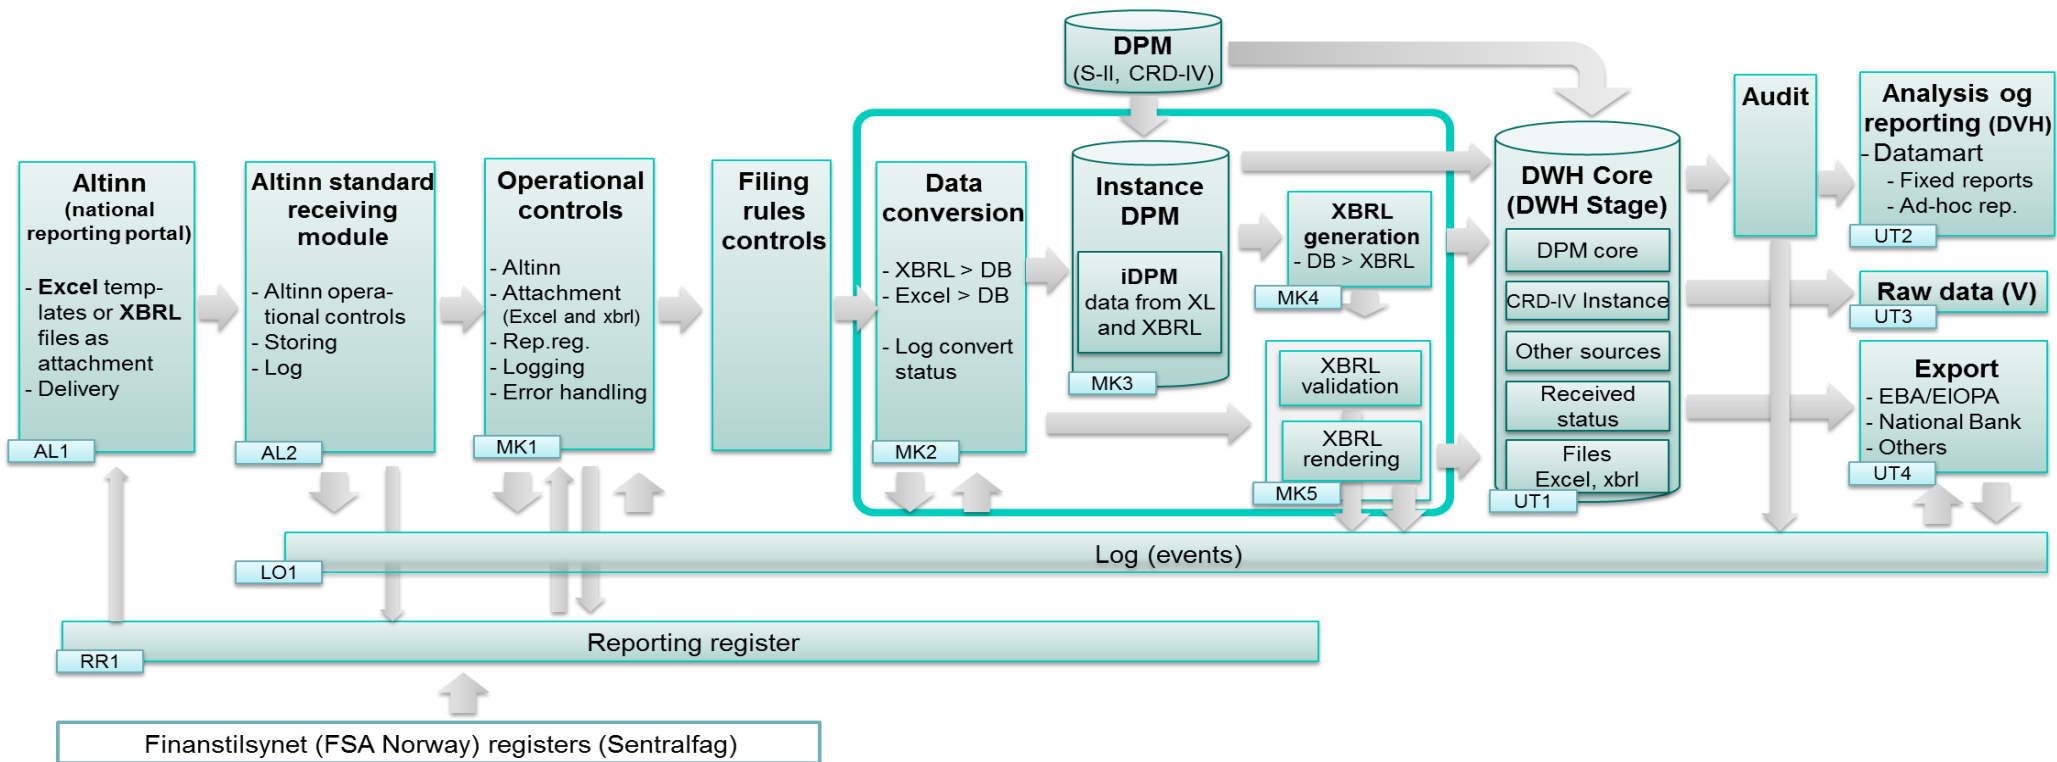 DPM
(S-II, CRD-IV)
Altinn
(national
reporting portal)
- Excel temp-
lates or XBRL
files as
attachment
- Delivery
AL1
Altinn standard
receiving
module
- Altinn opera-
tional controls
- Storing
- Log
AL2
Operational
controls
- Altinn
- Attachment
(Excel and xbrl)
- Rep.reg.
- Logging
- Error handling
MK1
Filing
rules
controls
Data
conversion
- XBRL > DB
- Excel > DB
- Log convert
status
MK2
Instance
DPM
iDPM
data from XL
and XBRL
MK3
XBRL
generation
- DB > XBRL
MK4
XBRL
validation
XBRL
rendering
MK5
DWH Core
(DWH Stage)
DPM core
CRD-IV Instance
Other sources
Received
status
Files
Excel, xbrl
UT1
Audit
Analysis og
reporting (DVH)
- Datamart
- Fixed reports
- Ad-hoc rep.
UT2
Raw data (V)
UT3
Export
- EBA/EIOPA
- National Bank
- Others
UT4
Log (events)
LO1
Reporting register
RR1
Finanstilsynet (FSA Norway) registers (Sentralfag)